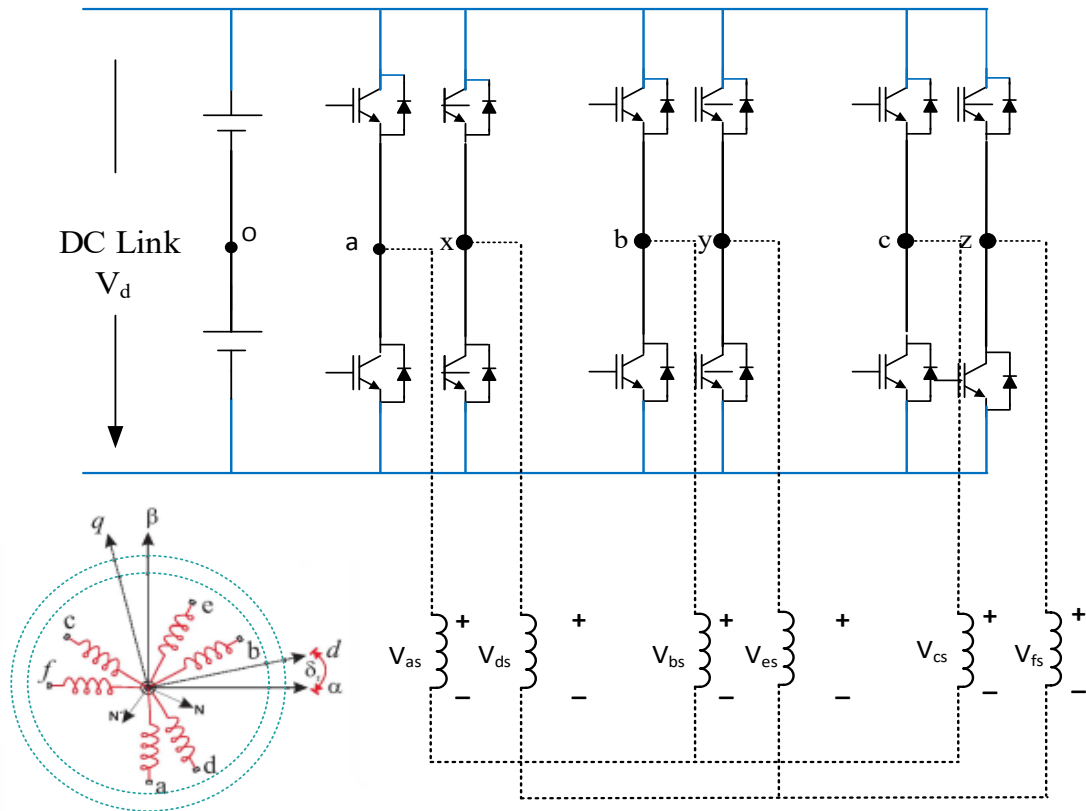 DC Link
Vd
O
a
x
b
y
c
z
Vas
Vds
Vbs
Ves
Vcs
Vfs
+
+
+
+
+
+
−
−
−
−
−
−
q
β
e
c
b
d
δ
f
α
N'
N
d
a